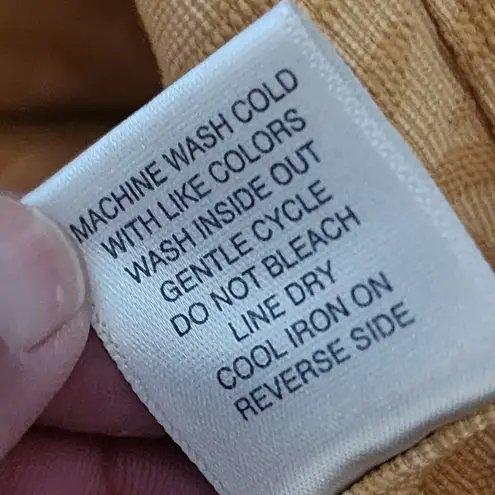 MACHINE WASH COLD
WITH LIKE COLORS
WASH INSIDE OUT
GENTLE CYCLE
DO NOT BLEACH
LINE DRY
COOL IRON ON
REVERSE SIDE